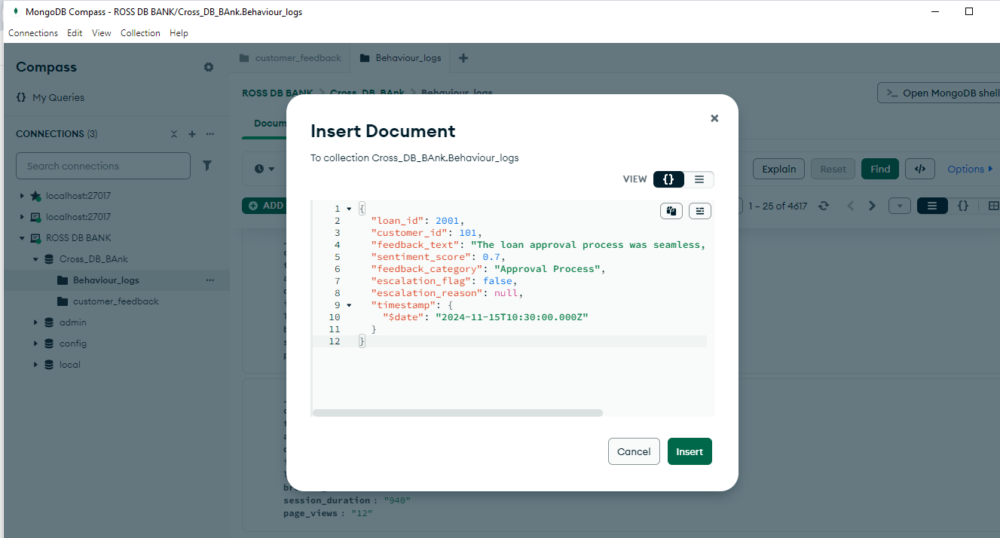 MongoDB Compass - ROSS DB BANK/Cross_DB_BAnk.Behaviour_logs
Connections Edit View Collection Help
Compass
{} My Queries
CONNECTIONS (3)
Search connections
localhost:27017
localhost:27017
ROSS DB BANK
Cross_DB_BAnk
Behaviour_logs
customer_feedback
admin
config
local
customer_feedback
Behaviour_logs
ROSS DB BANK > Cross_DB_BAnk > Behaviour_logs
>_ Open MongoDB shell
Docum
Explain Reset Find </> Options
ADD
1 – 25 of 4617
Insert Document
To collection Cross_DB_BAnk.Behaviour_logs
VIEW {}
1 {
2 "loan_id": 2001,
3 "customer_id": 101,
4 "feedback_text": "The loan approval process was seamless,
5 "sentiment_score": 0.7,
6 "feedback_category": "Approval Process",
7 "escalation_flag": false,
8 "escalation_reason": null,
9 "timestamp": {
10 "$date": "2024-11-15T10:30:00.000Z"
11 }
12 }
Cancel Insert
session_duration : "940"
page_views : "12"